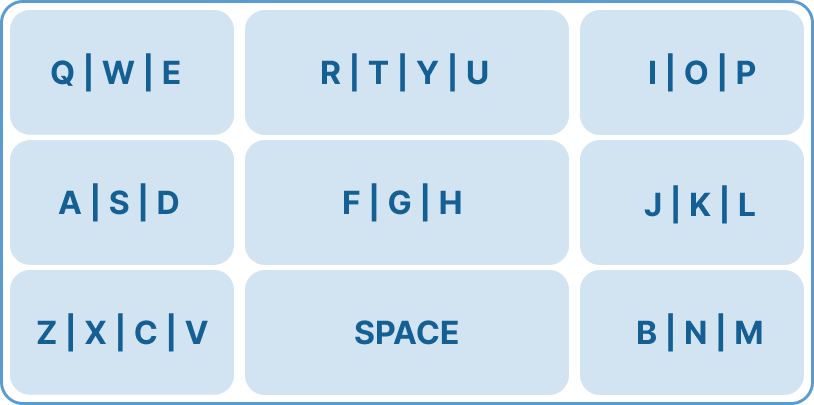 Q | W | E   R | T | Y | U   I | O | P
A | S | D   F | G | H   J | K | L
Z | X | C | V   SPACE   B | N | M